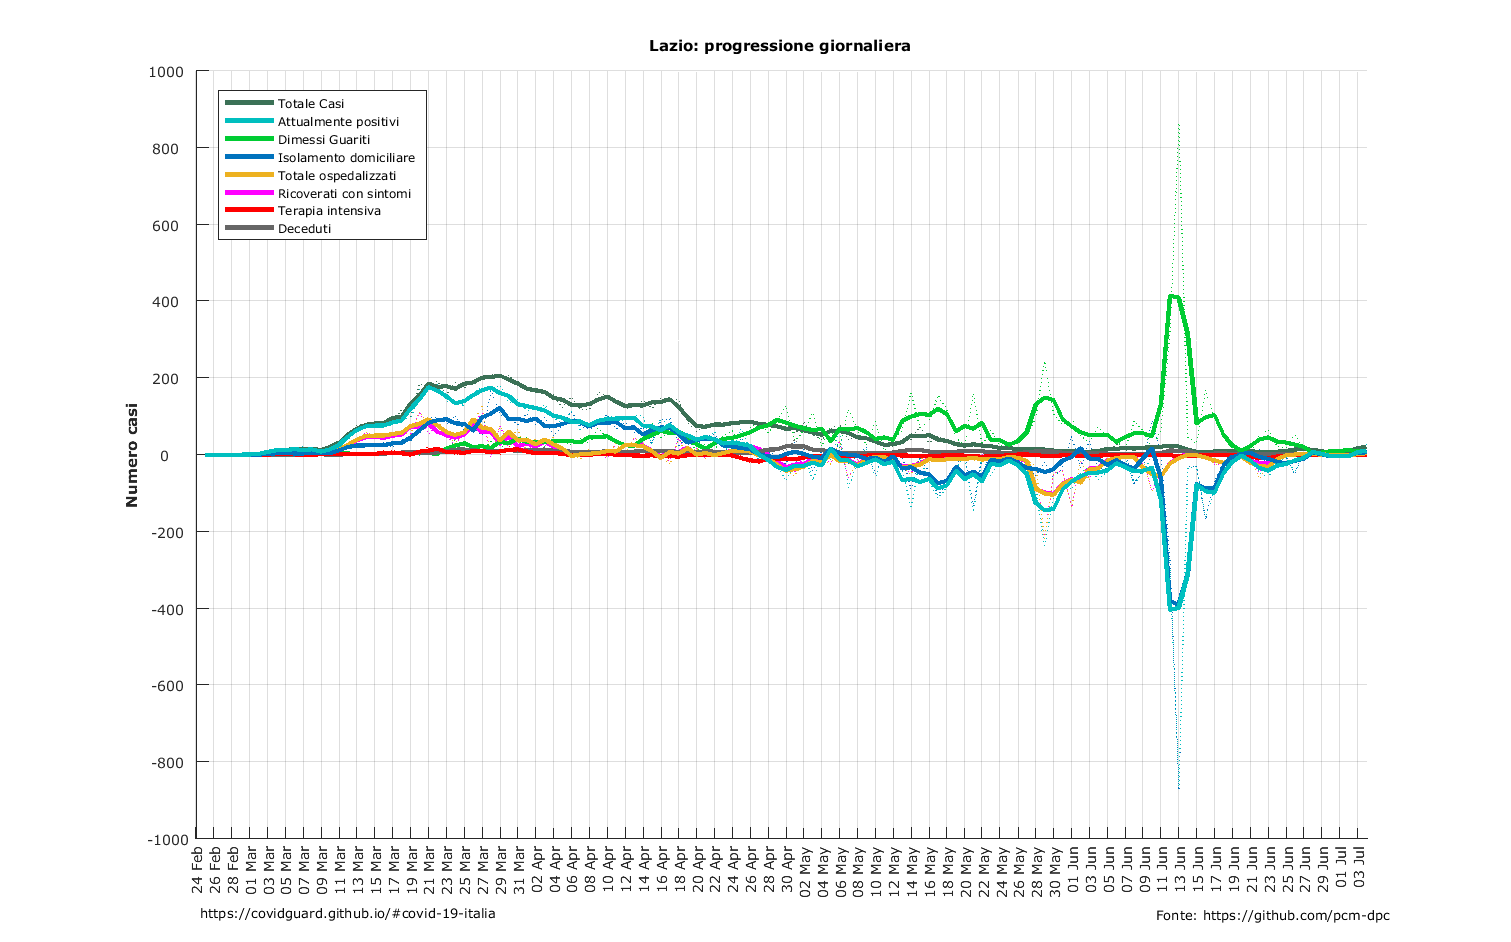 Lazio: progressione giornaliera
Numero casi
1000
800
600
400
200
0
-200
-400
-600
-800
-1000
Totale Casi
Attualmente positivi
Dimessi Guariti
Isolamento domiciliare
Totale ospedalizzati
Ricoverati con sintomi
Terapia intensiva
Deceduti
24 Feb
26 Feb
28 Feb
01 Mar
03 Mar
05 Mar
07 Mar
09 Mar
11 Mar
13 Mar
15 Mar
17 Mar
19 Mar
21 Mar
23 Mar
25 Mar
27 Mar
29 Mar
31 Mar
02 Apr
04 Apr
06 Apr
08 Apr
10 Apr
12 Apr
14 Apr
16 Apr
18 Apr
20 Apr
22 Apr
24 Apr
26 Apr
28 Apr
30 Apr
02 May
04 May
06 May
08 May
10 May
12 May
14 May
16 May
18 May
20 May
22 May
24 May
26 May
28 May
30 May
01 Jun
03 Jun
05 Jun
07 Jun
09 Jun
11 Jun
13 Jun
15 Jun
17 Jun
19 Jun
21 Jun
23 Jun
25 Jun
27 Jun
29 Jun
01 Jul
03 Jul
https://covidguard.github.io/#covid-19-italia
Fonte: https://github.com/pcm-dpc